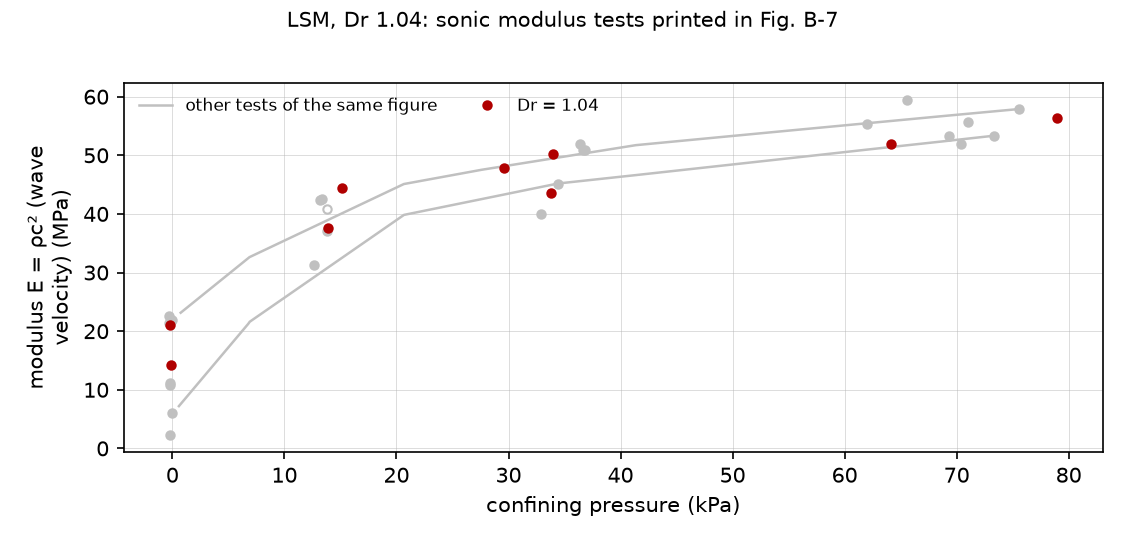 LSM, Dr 1.04: sonic modulus tests printed in Fig. B-7
other tests of the same figure
Dr = 1.04
modulus E = ρc² (wave
velocity) (MPa)
60
50
40
30
20
10
0
0 10 20 30 40 50 60 70 80
confining pressure (kPa)